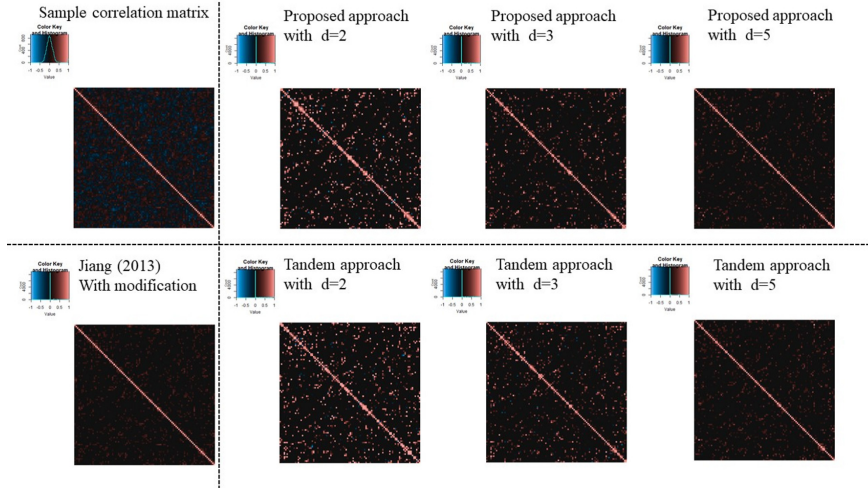 Sample correlation matrix
Color Key
and Histogram
-1 -0.5 0 0.5 1
Value
Proposed approach
with d=2
Color Key
and Histogram
-1 -0.5 0 0.5 1
Value
Proposed approach
with d=3
Color Key
and Histogram
-1 -0.5 0 0.5 1
Value
Proposed approach
with d=5
Color Key
and Histogram
-1 -0.5 0 0.5 1
Value
Jiang (2013)
With modification
Color Key
and Histogram
-1 -0.5 0 0.5 1
Value
Tandem approach
with d=2
Color Key
and Histogram
-1 -0.5 0 0.5 1
Value
Tandem approach
with d=3
Color Key
and Histogram
-1 -0.5 0 0.5 1
Value
Tandem approach
with d=5
Color Key
and Histogram
-1 -0.5 0 0.5 1
Value